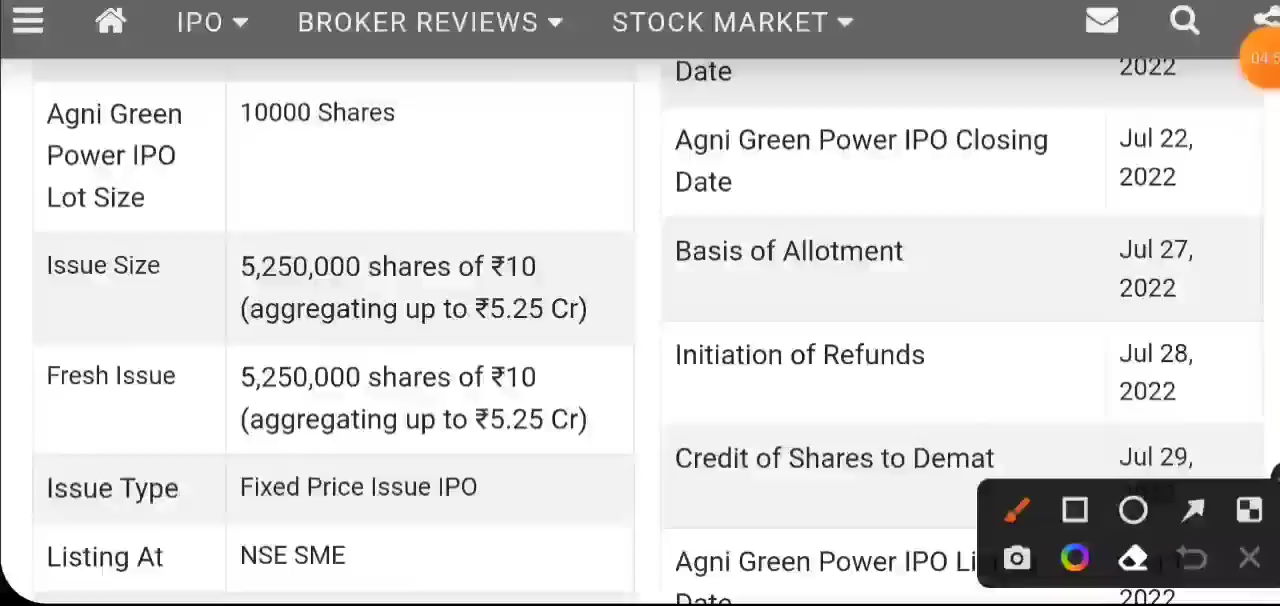 IPO BROKER REVIEWS STOCK MARKET
Agni Green
Power IPO
Lot Size
10000 Shares
Issue Size
5,250,000 shares of ₹10
(aggregating up to ₹5.25 Cr)
Fresh Issue
5,250,000 shares of ₹10
(aggregating up to ₹5.25 Cr)
Issue Type
Fixed Price Issue IPO
Listing At
NSE SME
Date
2022
Agni Green Power IPO Closing
Date
Jul 22,
2022
Basis of Allotment
Jul 27,
2022
Initiation of Refunds
Jul 28,
2022
Credit of Shares to Demat
Jul 29,
Agni Green Power IPO Li
Date
2022